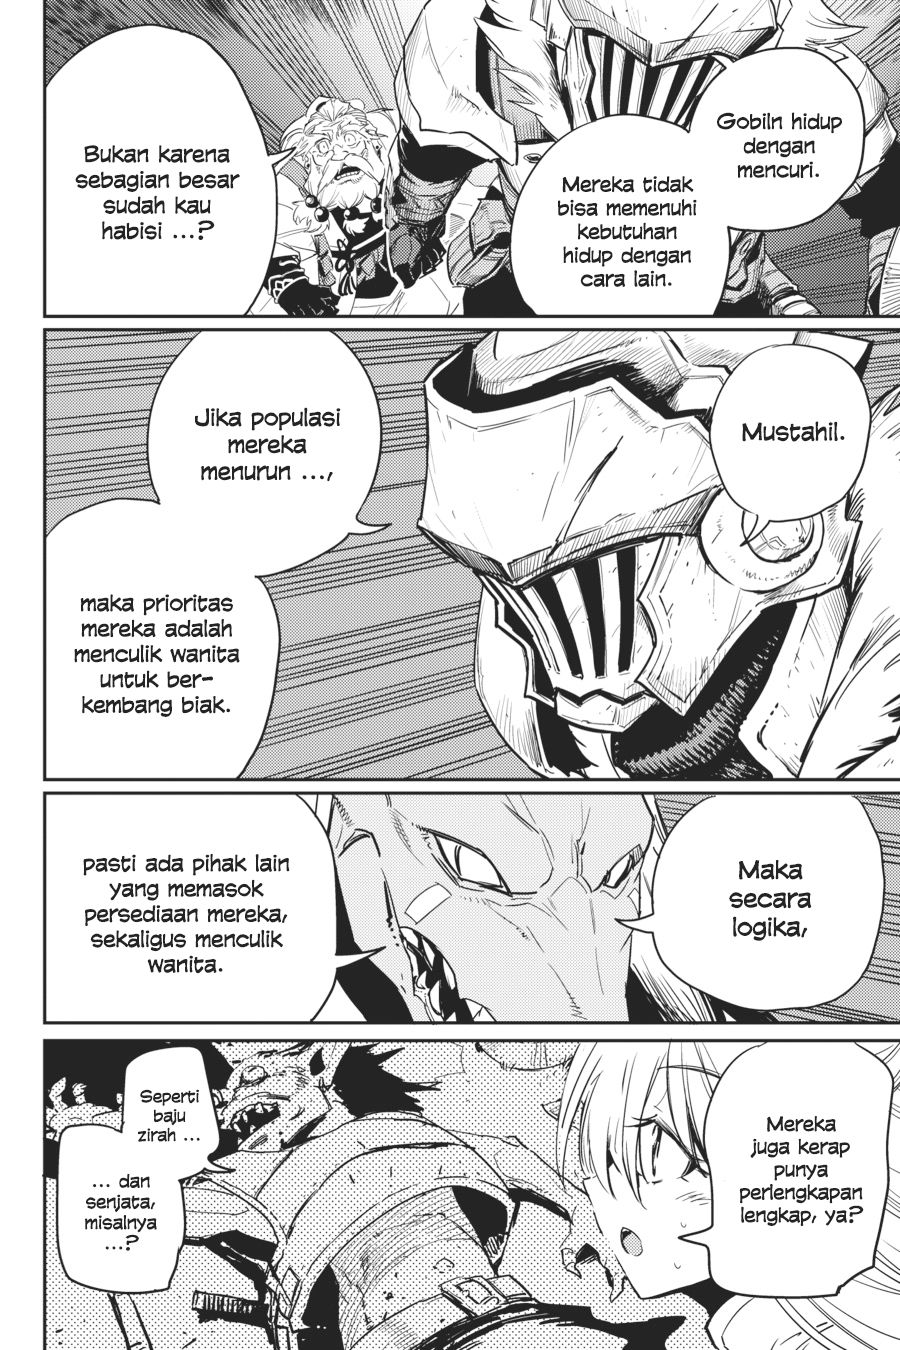 Gobiln hidup
dengan
mencuri.
Mereka tidak
bisa memenuhi
kebutuhan
hidup dengan
cara lain.
Bukan karena
sebagian besar
sudah kau
habisi ...?
Mustahil.
Jika populasi
mereka
menurun ...,
maka prioritas
mereka adalah
menculik wanita
untuk ber-
kembang biak.
Maka
secara
logika,
pasti ada pihak lain
yang memasok
persediaan mereka,
sekaligus menculik
wanita.
Mereka
juga kerap
punya
perlengkapan
lengkap, ya?
Seperti
baju
zirah ...
... dan
senjata,
misalnya
...?